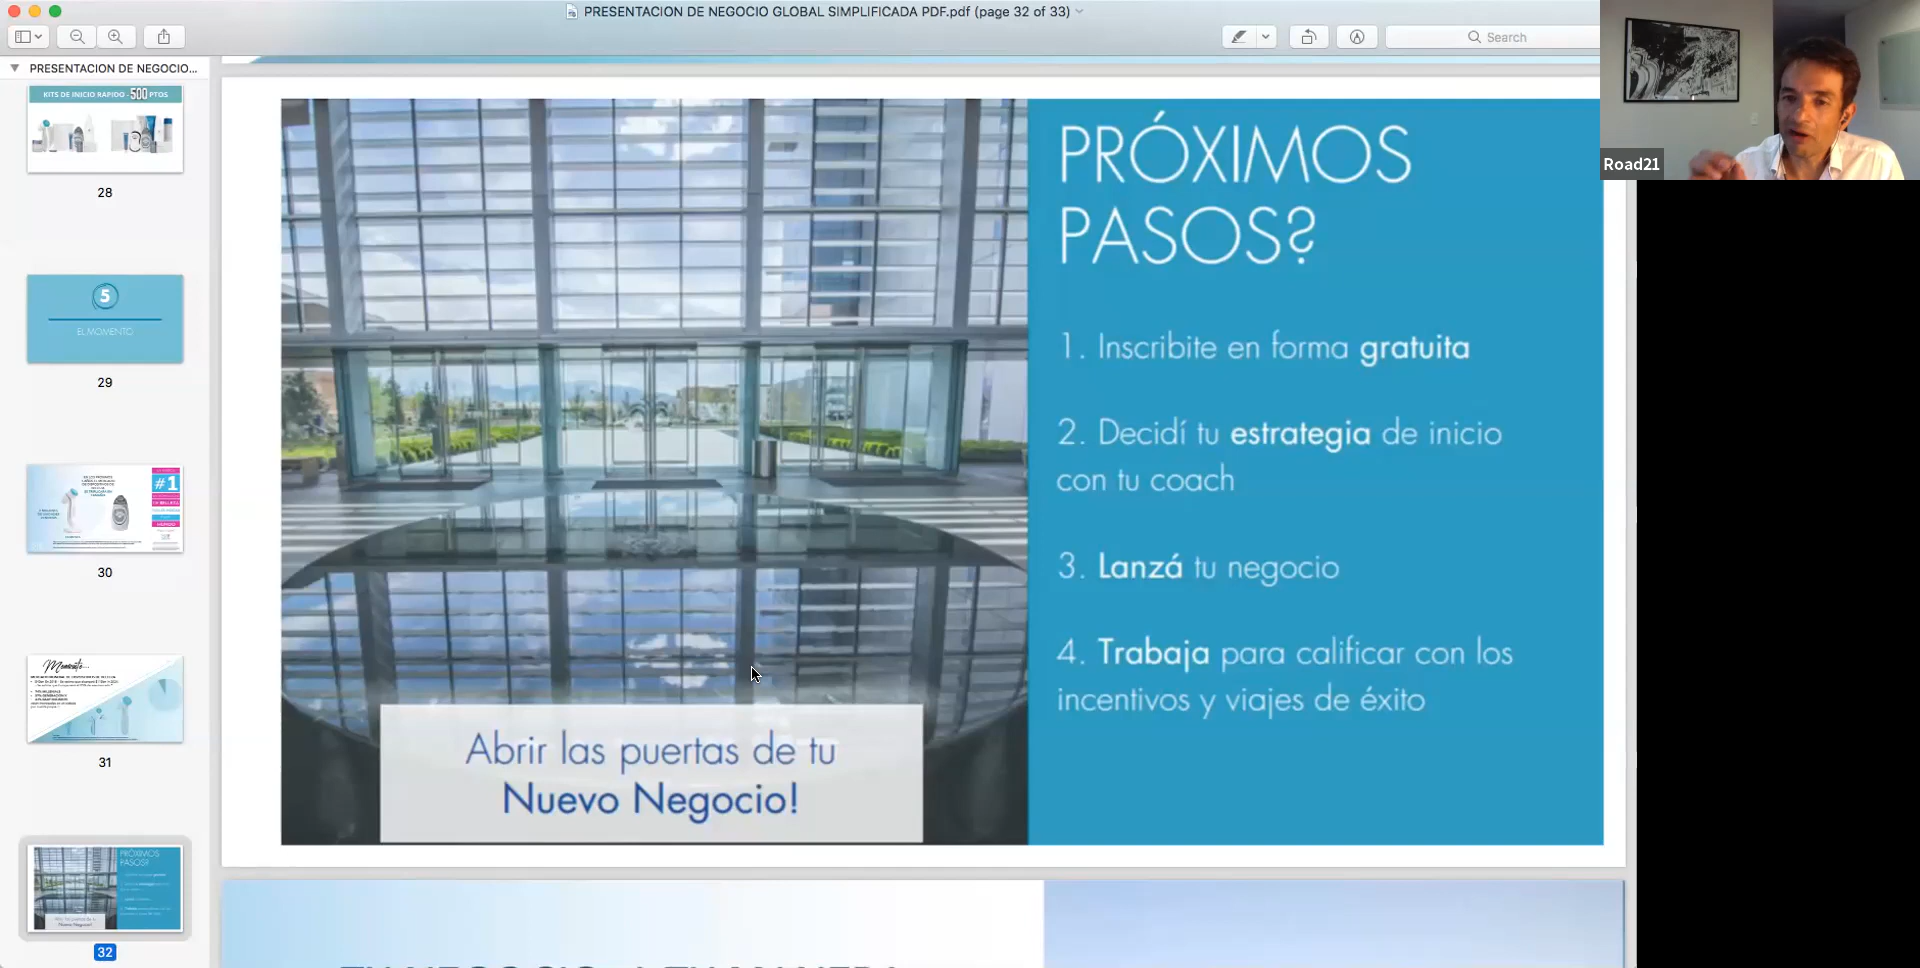 PRESENTACION DE NEGOCIO GLOBAL SIMPLIFICADA PDF.pdf (page 32 of 33)
Search
PRESENTACION DE NEGOCIO...
KITS DE INICIO RAPIDO - 500 PTOS
28
5
EL MOMENTO
29
#1
30
Momento...
31
PRÓXIMOS
PASOS?
32
Road21
PRÓXIMOS
PASOS?
1. Inscribite en forma gratuita
2. Decidí tu estrategia de inicio
con tu coach
3. Lanzá tu negocio
4. Trabaja para calificar con los
incentivos y viajes de éxito
Abrir las puertas de tu
Nuevo Negocio!